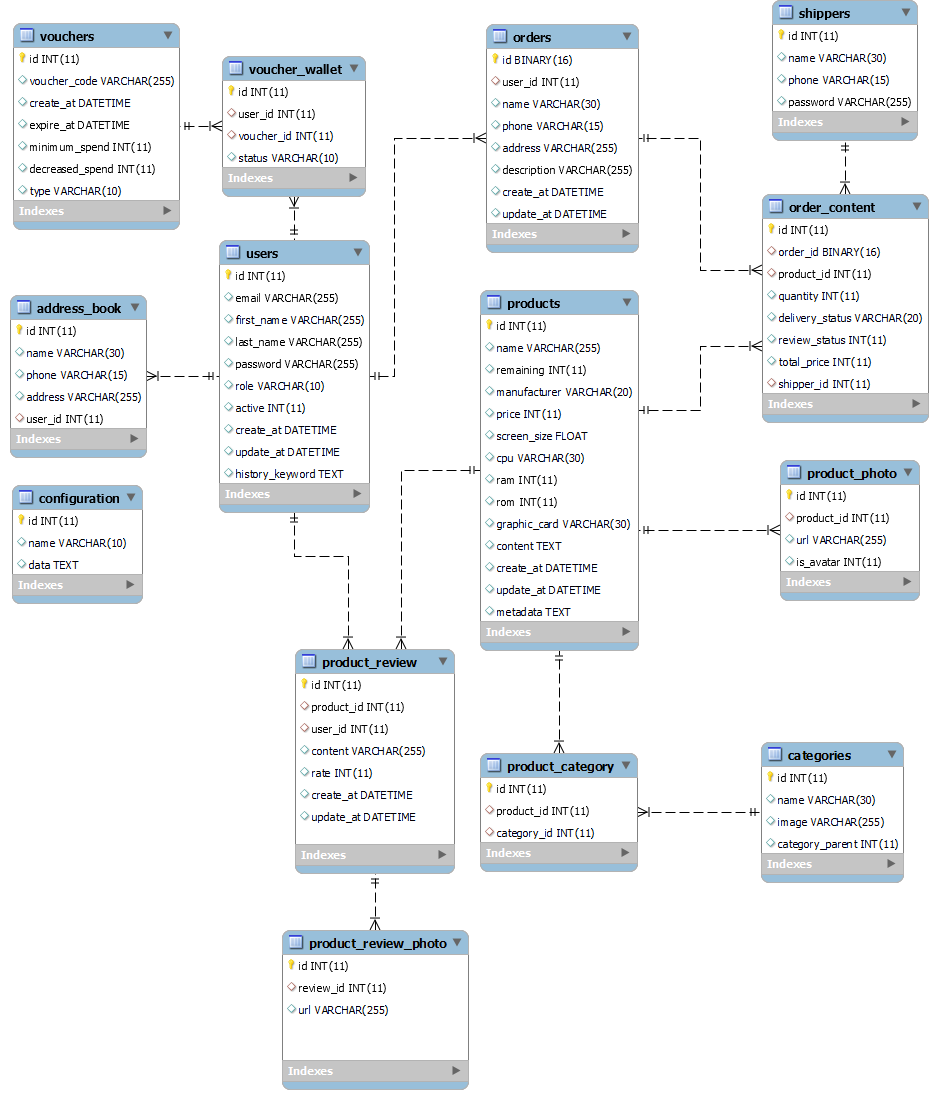 vouchers
id INT(11)
voucher_code VARCHAR(255)
create_at DATETIME
expire_at DATETIME
minimum_spend INT(11)
decreased_spend INT(11)
type VARCHAR(10)
Indexes
voucher_wallet
id INT(11)
user_id INT(11)
voucher_id INT(11)
status VARCHAR(10)
Indexes
orders
id BINARY(16)
user_id INT(11)
name VARCHAR(30)
phone VARCHAR(15)
address VARCHAR(255)
description VARCHAR(255)
create_at DATETIME
update_at DATETIME
Indexes
shippers
id INT(11)
name VARCHAR(30)
phone VARCHAR(15)
password VARCHAR(255)
Indexes
order_content
id INT(11)
order_id BINARY(16)
product_id INT(11)
quantity INT(11)
delivery_status VARCHAR(20)
review_status INT(11)
total_price INT(11)
shipper_id INT(11)
Indexes
users
id INT(11)
email VARCHAR(255)
first_name VARCHAR(255)
last_name VARCHAR(255)
password VARCHAR(255)
role VARCHAR(10)
active INT(11)
create_at DATETIME
update_at DATETIME
history_keyword TEXT
Indexes
address_book
id INT(11)
name VARCHAR(30)
phone VARCHAR(15)
address VARCHAR(255)
user_id INT(11)
Indexes
products
id INT(11)
name VARCHAR(255)
remaining INT(11)
manufacturer VARCHAR(20)
price INT(11)
screen_size FLOAT
cpu VARCHAR(30)
ram INT(11)
rom INT(11)
graphic_card VARCHAR(30)
content TEXT
create_at DATETIME
update_at DATETIME
metadata TEXT
Indexes
configuration
id INT(11)
name VARCHAR(10)
data TEXT
Indexes
product_photo
id INT(11)
product_id INT(11)
url VARCHAR(255)
is_avatar INT(11)
Indexes
product_review
id INT(11)
product_id INT(11)
user_id INT(11)
content VARCHAR(255)
rate INT(11)
create_at DATETIME
update_at DATETIME
Indexes
product_category
id INT(11)
product_id INT(11)
category_id INT(11)
Indexes
categories
id INT(11)
name VARCHAR(30)
image VARCHAR(255)
category_parent INT(11)
Indexes
product_review_photo
id INT(11)
review_id INT(11)
url VARCHAR(255)
Indexes